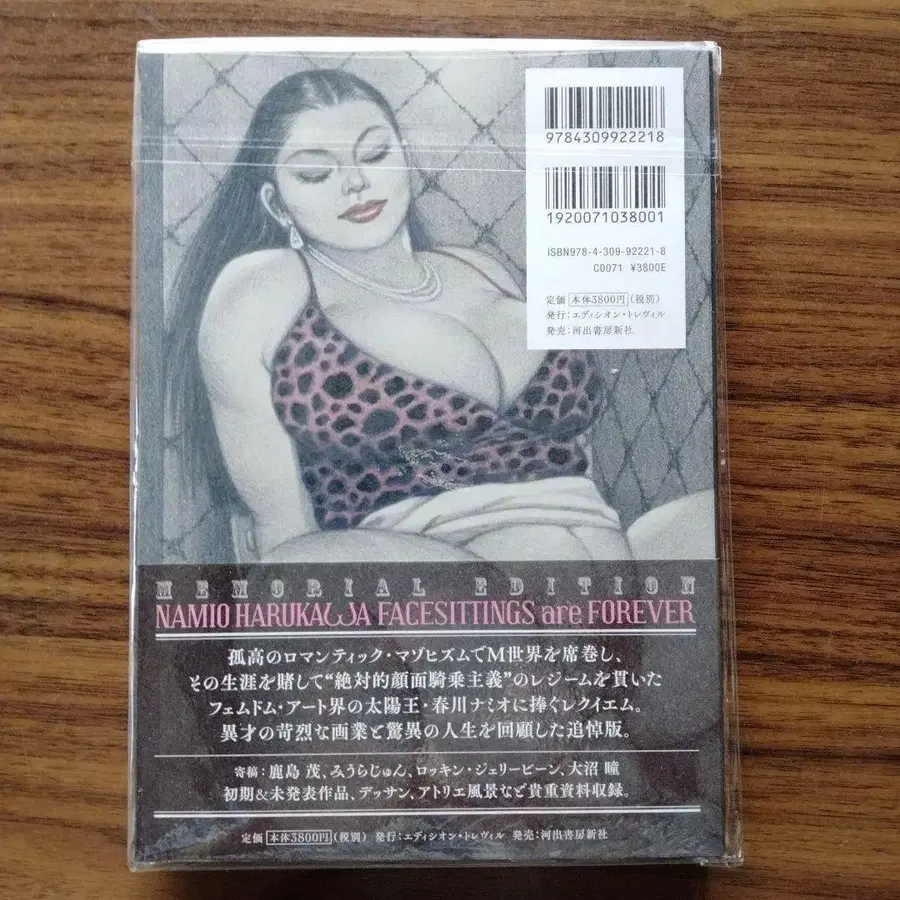 9784309922218
1920071038001
ISBN978-4-309-92221-8
C0071 ¥3800E
定価 本体3800円(税別)
発行:エディシオン・トレヴィル
発売:河出書房新社
MEMORIAL EDITION
NAMIO HARUKAWA FACESITTINGS are FOREVER
孤高のロマンティック・マゾヒズムでM世界を席巻し、
その生涯を賭して“絶対的顔面騎乗主義”のレジームを貫いた
フェムドム・アート界の太陽王・春川ナミオに捧ぐレクイエム。
異才の苛烈な画業と驚異の人生を回顧した追悼版。
寄稿:鹿島 茂、みうらじゅん、ロッキン・ジェリービーン、大沼 瞳
初期&未発表作品、デッサン、アトリエ風景など貴重資料収録。
定価 本体3800円(税別) 発行:エディシオン・トレヴィル 発売:河出書房新社